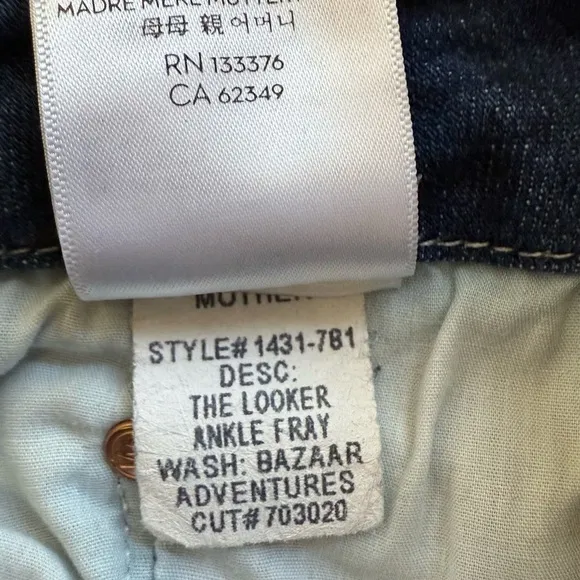 MADRE MERE MUTTER
母母 親 어머니
RN 133376
CA 62349
MOTHER
STYLE# 1431-781
DESC:
THE LOOKER
ANKLE FRAY
WASH: BAZAAR
ADVENTURES
CUT# 703020